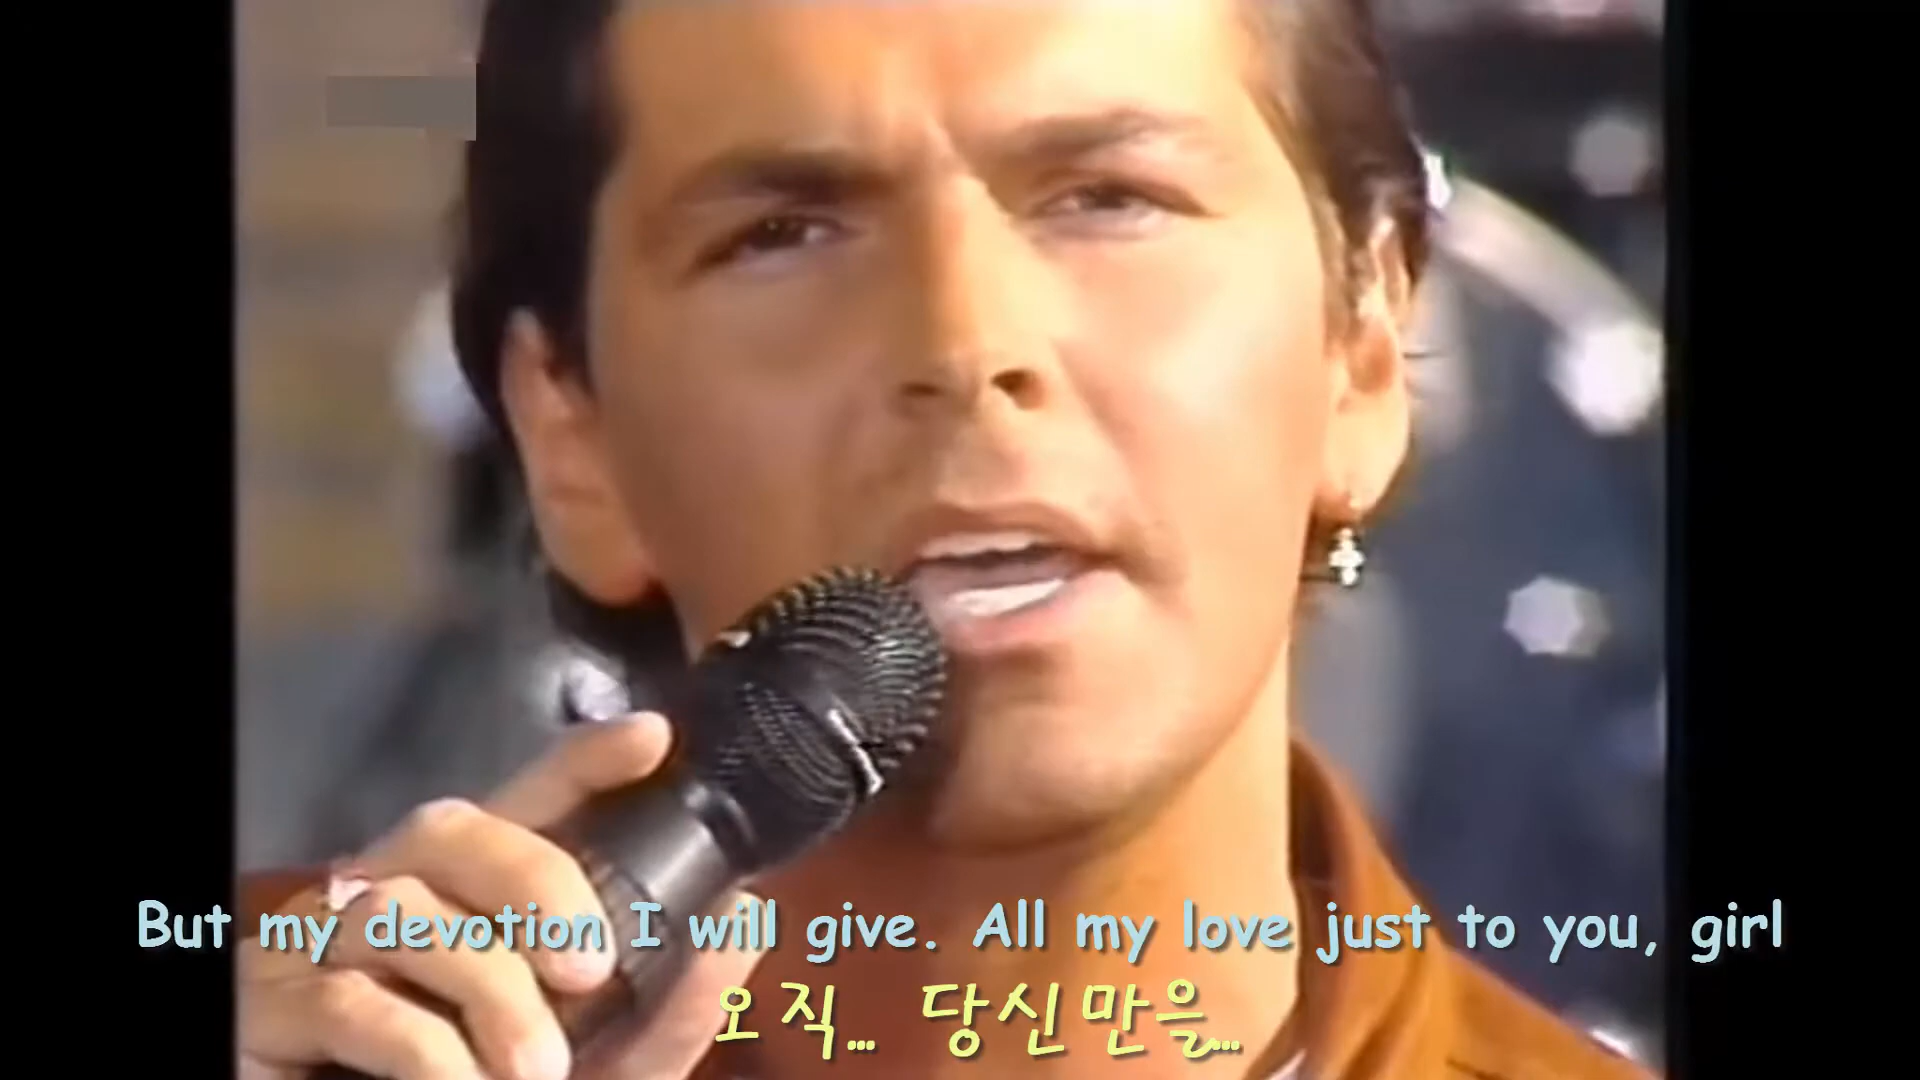 But my devotion I will give. All my love just to you, girl
오직... 당신만을...